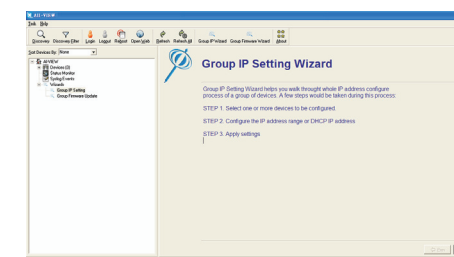 AH-VIEW
Task Help
Discovery Discovery Filter Login Logout Reboot Open Web Refresh Refresh All Group IP Wizard Group Firmware Wizard About
Sort Devices By: None
AHVIEW
Devices (0)
Status Monitor
Syslog Events
Wizards
Group IP Setting
Group Firmware Update
Group IP Setting Wizard
Group IP Setting Wizard helps you walk throught whole IP address configure
process of a group of devices. A few steps would be taken during this process:
STEP 1. Select one or more devices to be configured
STEP 2. Configure the IP address range or DHCP IP address
STEP 3. Apply settings